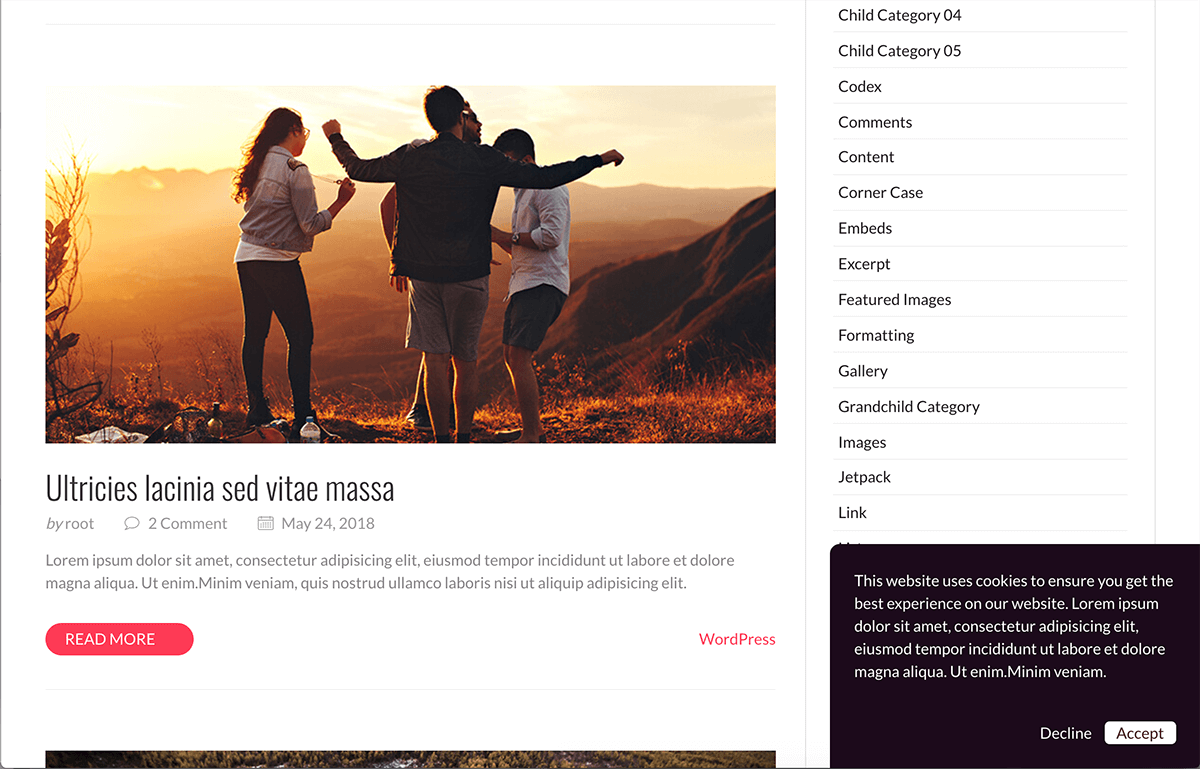 Ultricies lacinia sed vitae massa
by root 2 Comment May 24, 2018
Lorem ipsum dolor sit amet, consectetur adipisicing elit, eiusmod tempor incididunt ut labore et dolore
magna aliqua. Ut enim.Minim veniam, quis nostrud ullamco laboris nisi ut aliquip adipisicing elit.
READ MORE
WordPress
Child Category 04
Child Category 05
Codex
Comments
Content
Corner Case
Embeds
Excerpt
Featured Images
Formatting
Gallery
Grandchild Category
Images
Jetpack
Link
This website uses cookies to ensure you get the
best experience on our website. Lorem ipsum
dolor sit amet, consectetur adipisicing elit,
eiusmod tempor incididunt ut labore et dolore
magna aliqua. Ut enim.Minim veniam.
Decline Accept